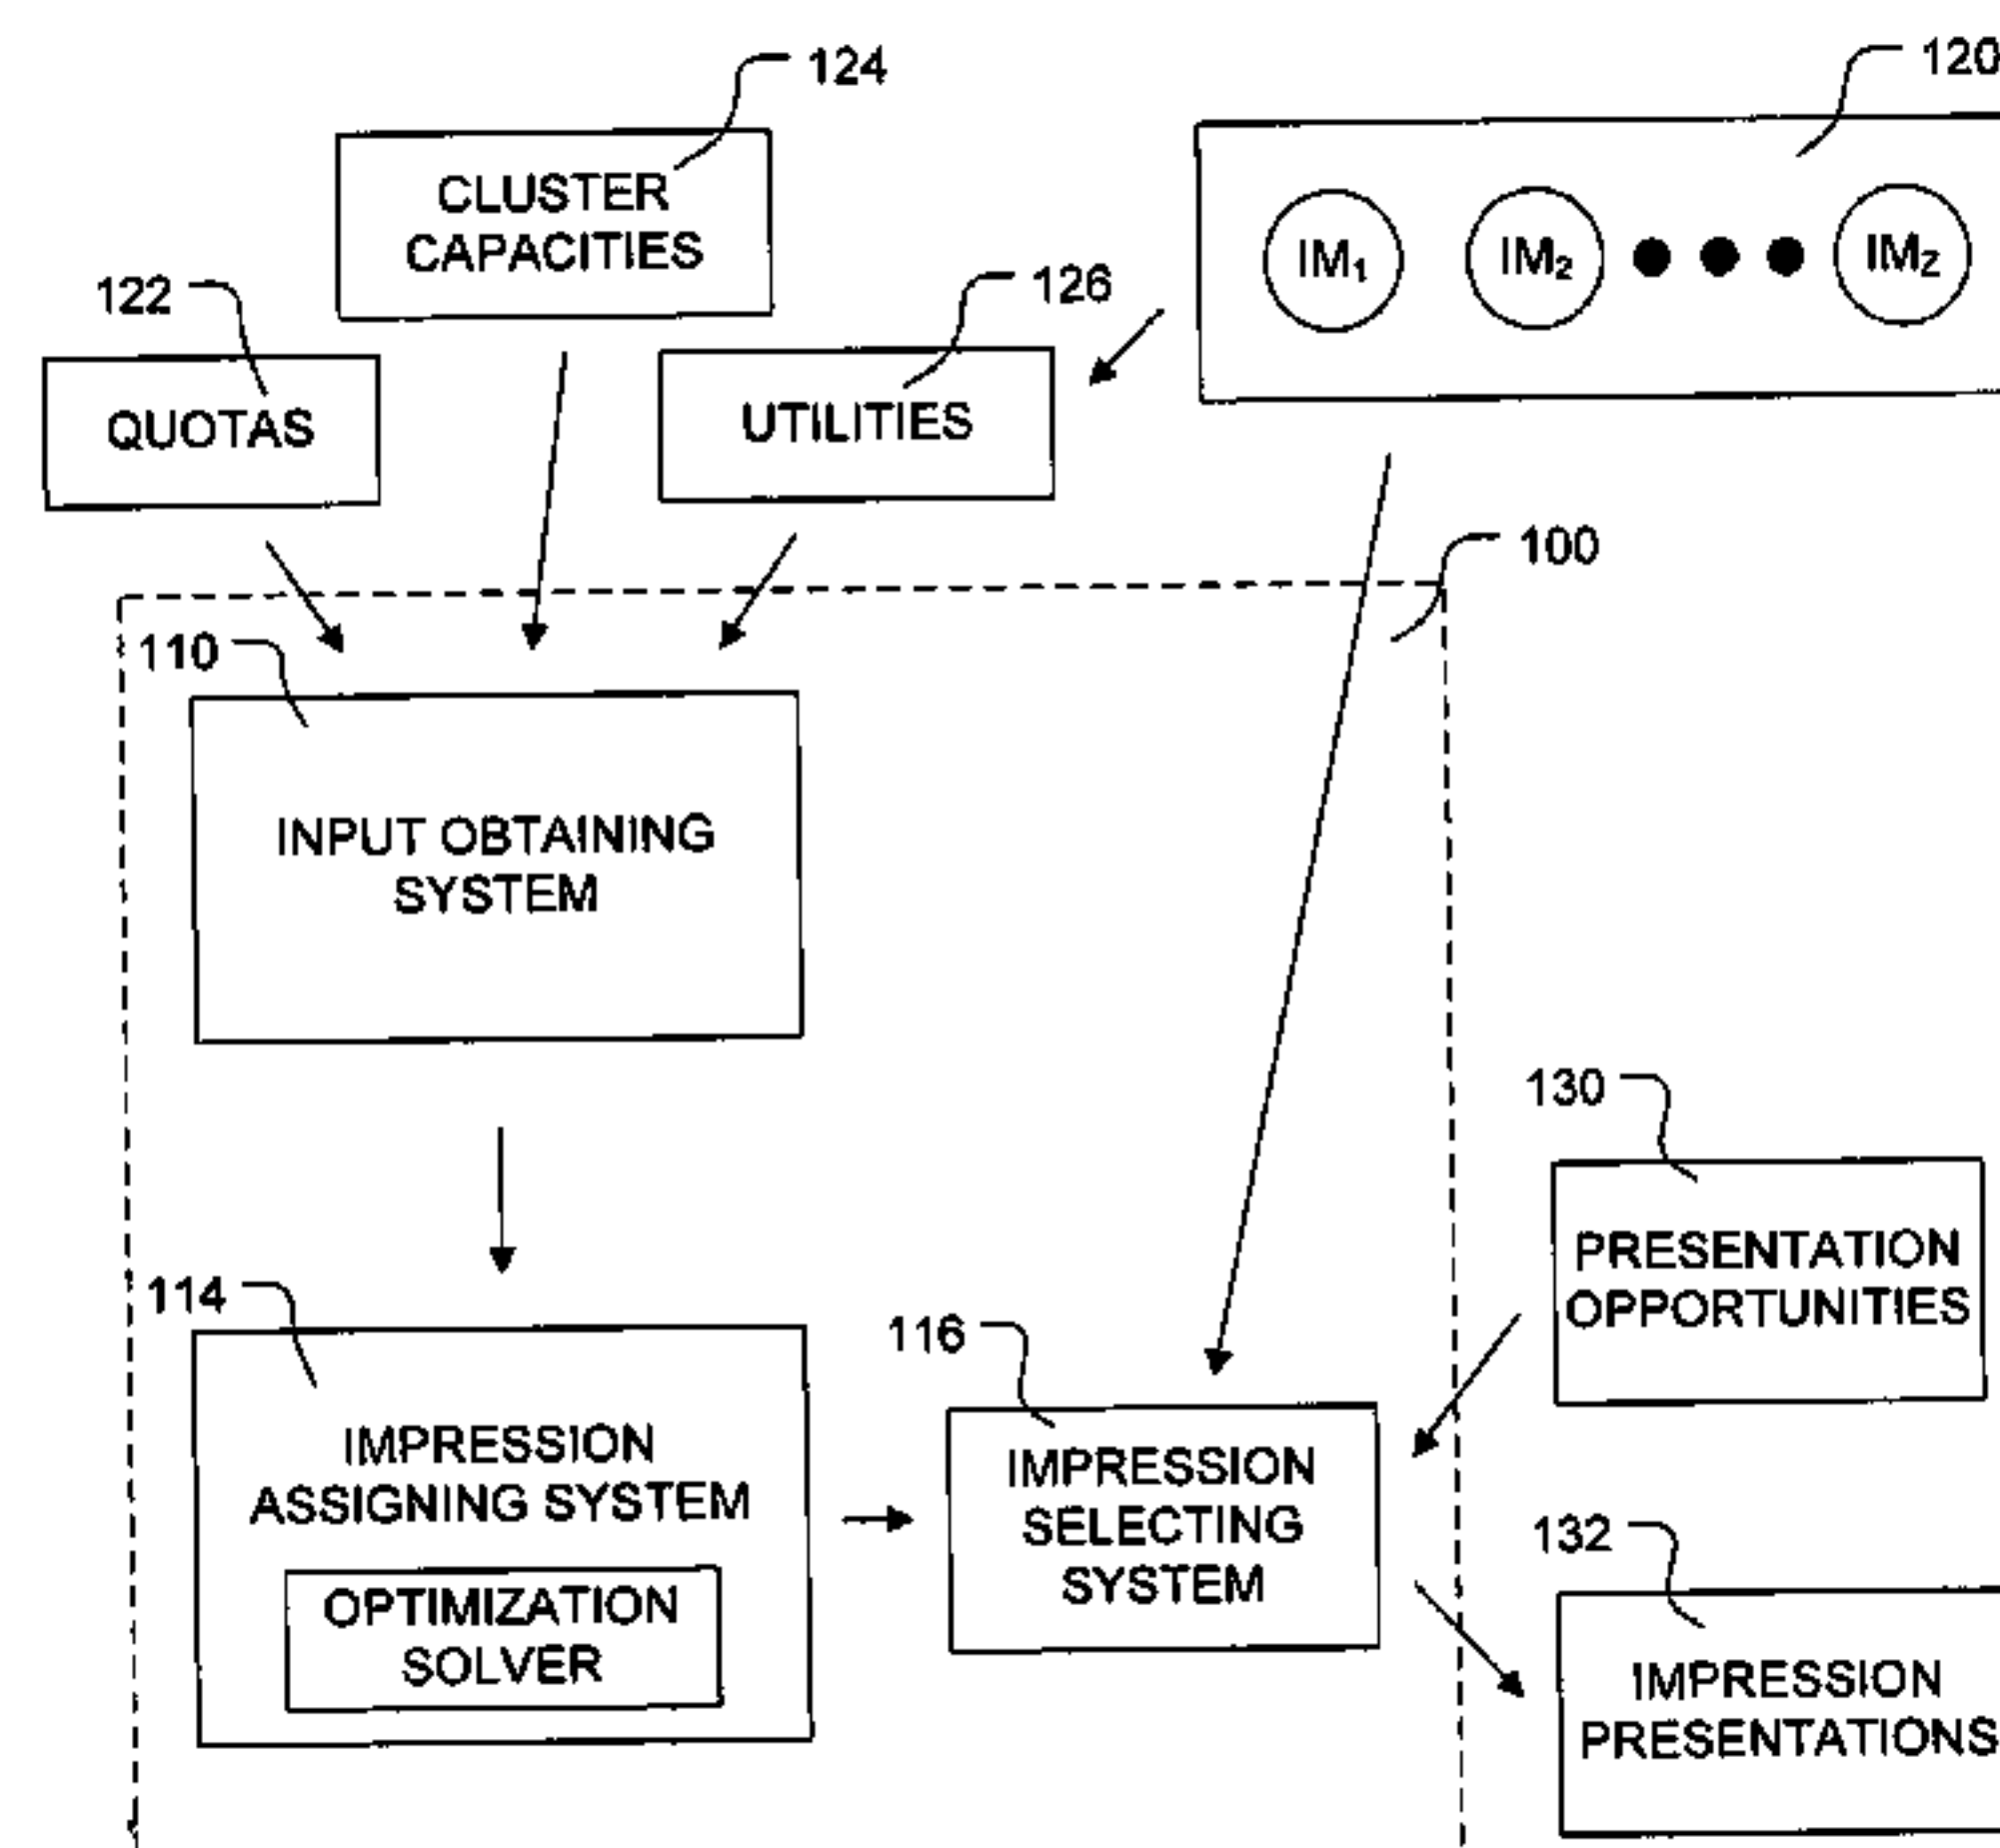 124
120
CLUSTER
CAPACITIES
IM₁ IM₂ IM_Z
122
126
QUOTAS
UTILITIES
100
110
INPUT OBTAINING
SYSTEM
130
PRESENTATION
OPPORTUNITIES
114
116
IMPRESSION
ASSIGNING SYSTEM
IMPRESSION
SELECTING
SYSTEM
OPTIMIZATION
SOLVER
132
IMPRESSION
PRESENTATIONS